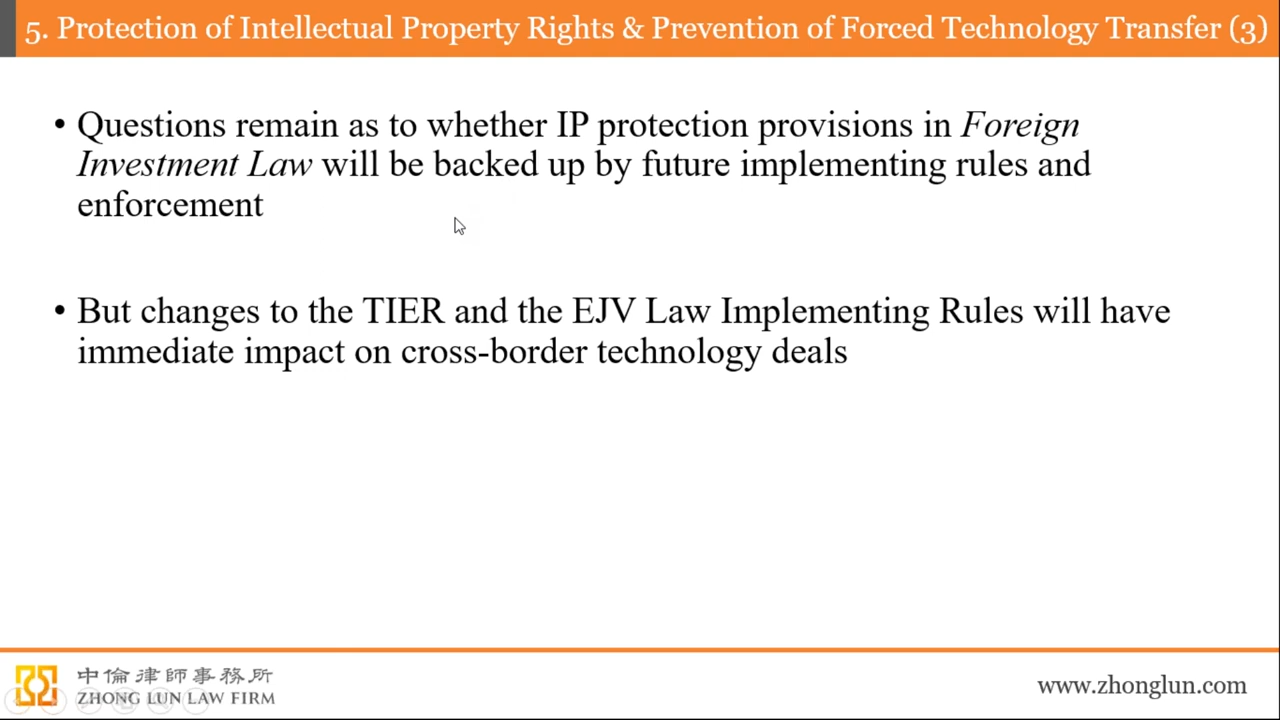 5. Protection of Intellectual Property Rights & Prevention of Forced Technology Transfer (3)
• Questions remain as to whether IP protection provisions in Foreign
Investment Law will be backed up by future implementing rules and
enforcement
• But changes to the TIER and the EJV Law Implementing Rules will have
immediate impact on cross-border technology deals
中倫律師事務所
ZHONG LUN LAW FIRM
www.zhonglun.com